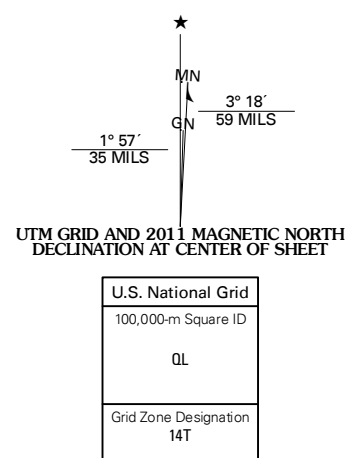 ★
MN
3° 18´
59 MILS
GN
1° 57´
35 MILS
UTM GRID AND 2011 MAGNETIC NORTH
DECLINATION AT CENTER OF SHEET
U.S. National Grid
100,000-m Square ID
QL
Grid Zone Designation
14T